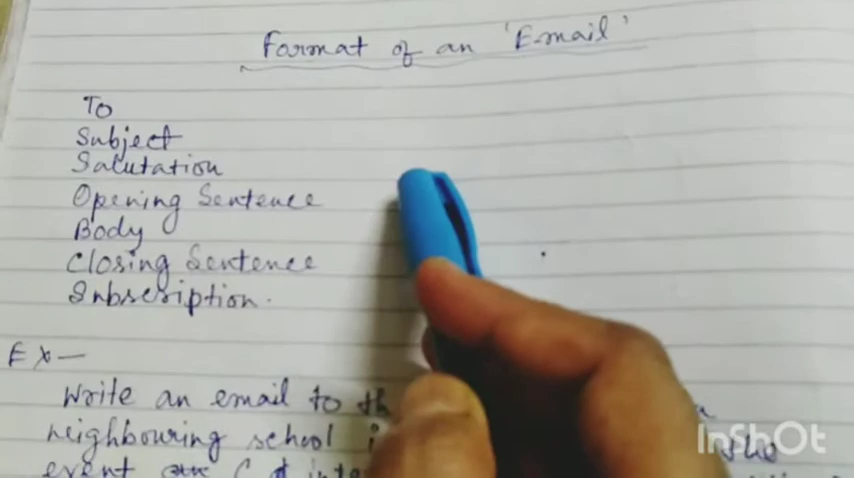 Format of an 'E-mail'
To
Subject
Salutation
Opening Sentence
Body
Closing Sentence
Subscription.
Ex—
Write an email to th
neighbouring school
event
InShOt